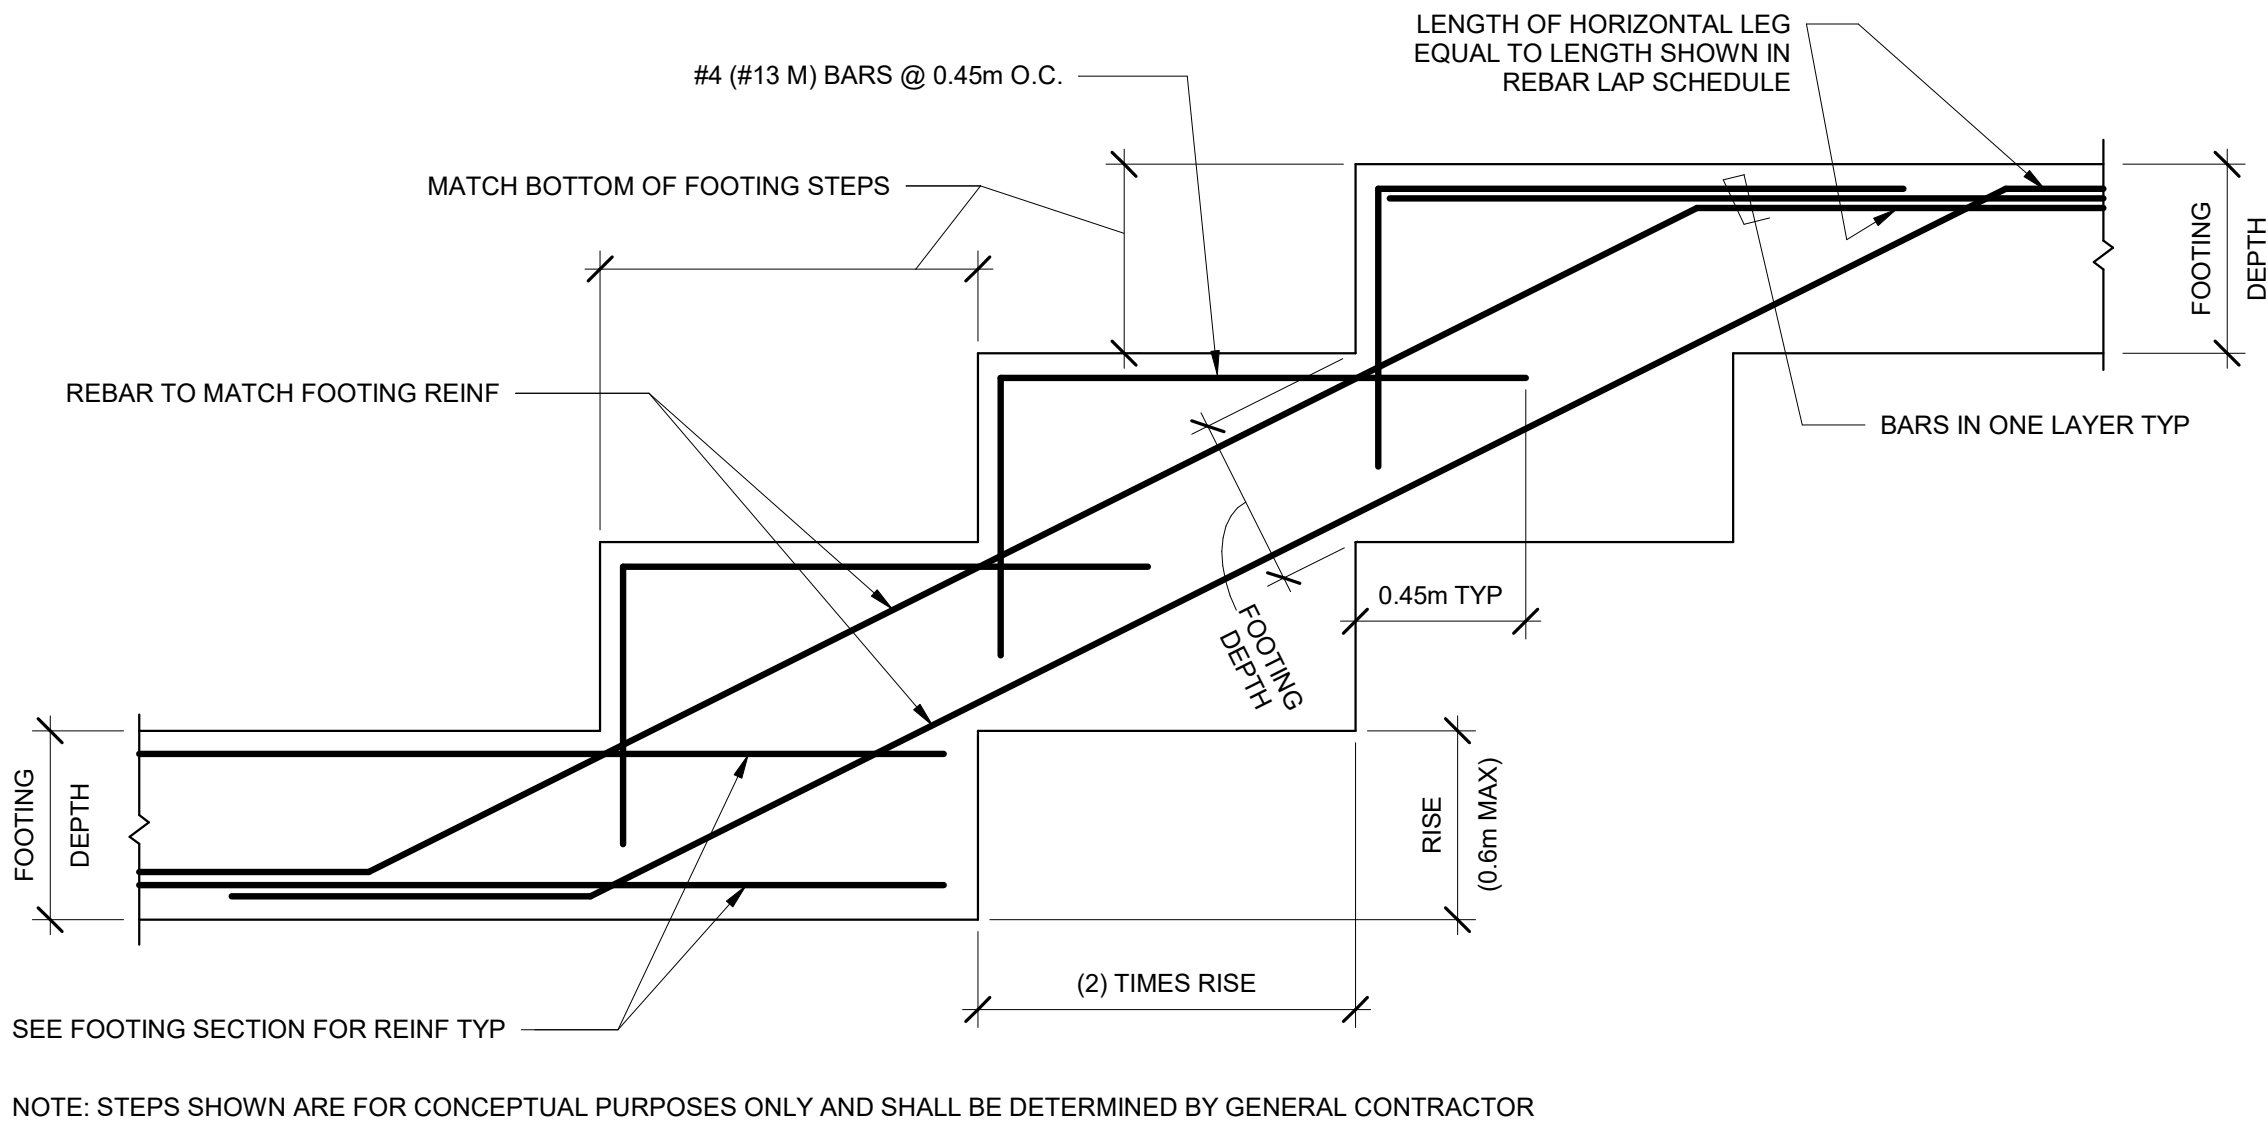 LENGTH OF HORIZONTAL LEG
EQUAL TO LENGTH SHOWN IN
REBAR LAP SCHEDULE
#4 (#13 M) BARS @ 0.45m O.C.
MATCH BOTTOM OF FOOTING STEPS
FOOTING
DEPTH
REBAR TO MATCH FOOTING REINF
BARS IN ONE LAYER TYP
0.45m TYP
FOOTING
DEPTH
FOOTING
DEPTH
RISE
(0.6m MAX)
(2) TIMES RISE
SEE FOOTING SECTION FOR REINF TYP
NOTE: STEPS SHOWN ARE FOR CONCEPTUAL PURPOSES ONLY AND SHALL BE DETERMINED BY GENERAL CONTRACTOR